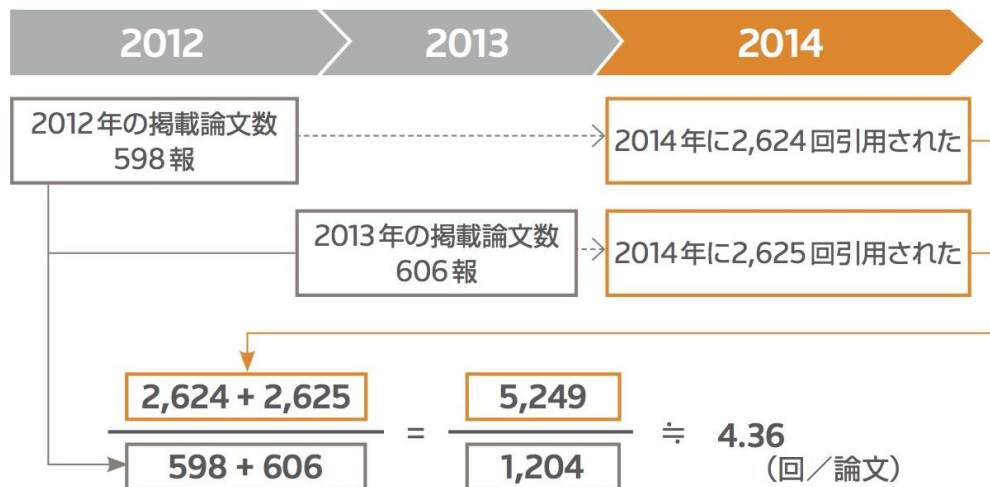 2012 2013 2014
2012年の掲載論文数
598報
2014年に2,624回引用された
2013年の掲載論文数
606報
2014年に2,625回引用された
2,624 + 2,625
598 + 606
=
5,249
1,204
≒ 4.36
（回／論文）